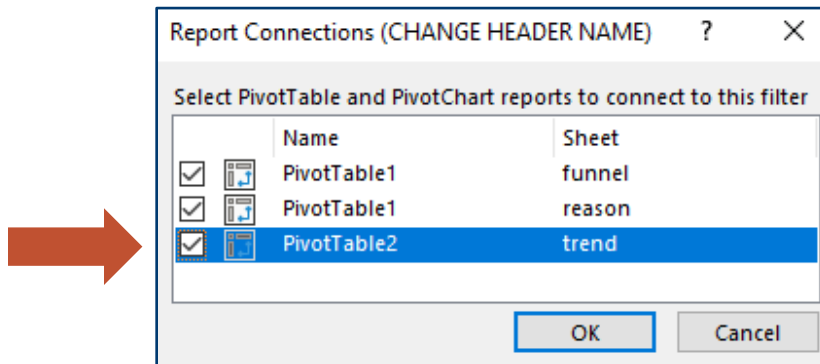 Report Connections (CHANGE HEADER NAME) ?
Select PivotTable and PivotChart reports to connect to this filter
Name Sheet
PivotTable1 funnel
PivotTable1 reason
PivotTable2 trend
OK Cancel